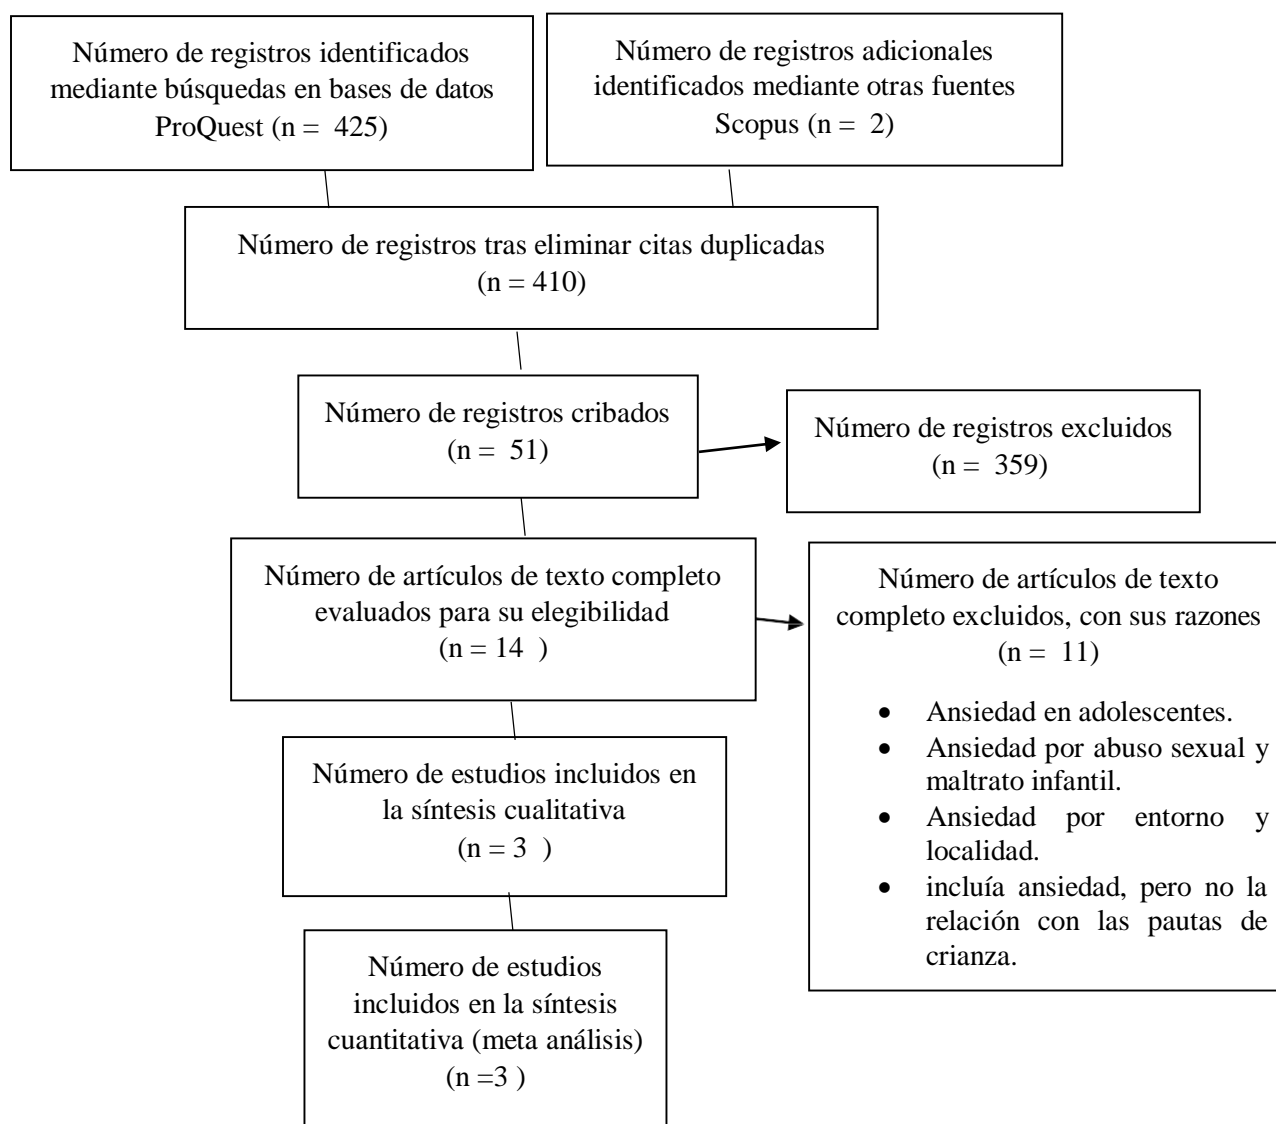 Número de registros identificados
mediante búsquedas en bases de datos
ProQuest (n =  425)
Número de registros adicionales
identificados mediante otras fuentes
Scopus (n =  2)
Número de registros tras eliminar citas duplicadas
(n = 410)
Número de registros cribados
(n =  51)
Número de registros excluidos
(n =  359)
Número de artículos de texto completo
evaluados para su elegibilidad
(n = 14  )
Número de artículos de texto
completo excluidos, con sus razones
(n =  11)
• Ansiedad en adolescentes.
• Ansiedad por abuso sexual y
maltrato infantil.
• Ansiedad por entorno y
localidad.
• incluía ansiedad, pero no la
relación con las pautas de
crianza.
Número de estudios incluidos en
la síntesis cualitativa
(n = 3  )
Número de estudios
incluidos en la síntesis
cuantitativa (meta análisis)
(n =3 )